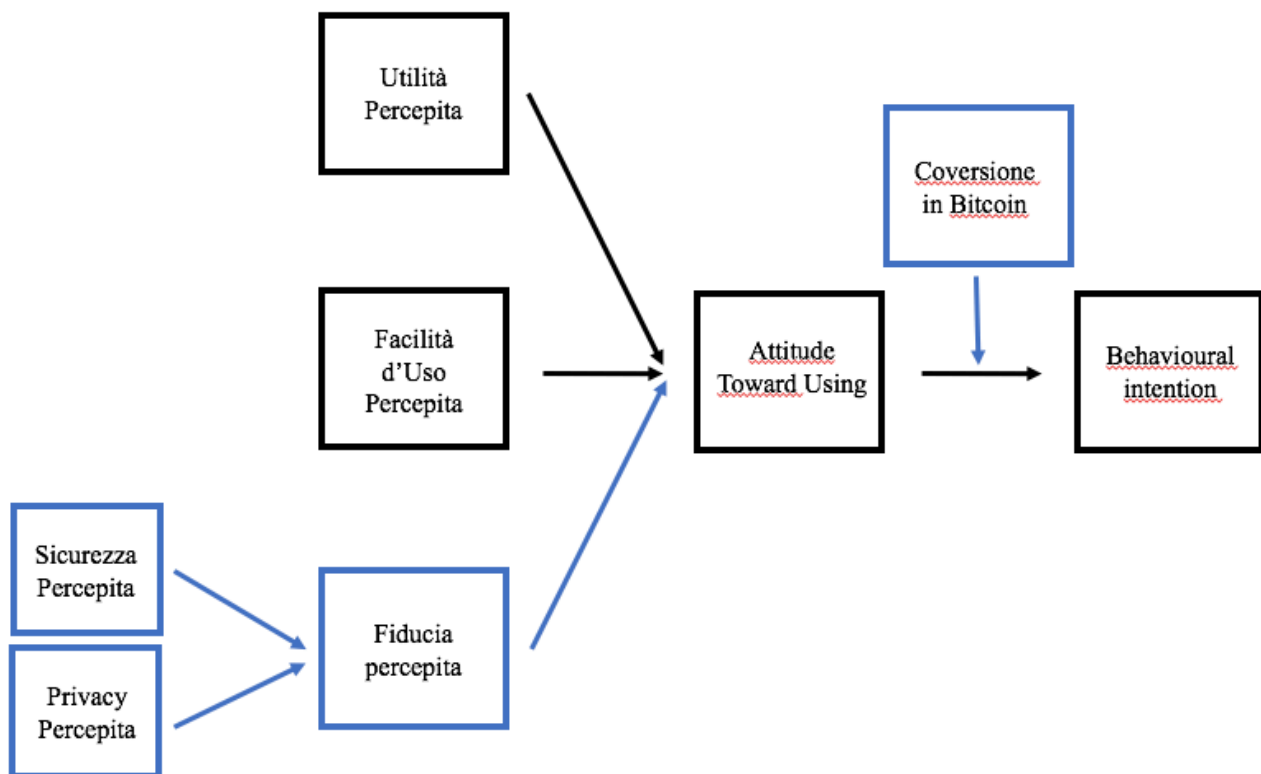 Utilità
Percepita
Coversione
in Bitcoin
Facilità
d’Uso
Percepita
Attitude
Toward Using
Behavioural
intention
Sicurezza
Percepita
Fiducia
percepita
Privacy
Percepita